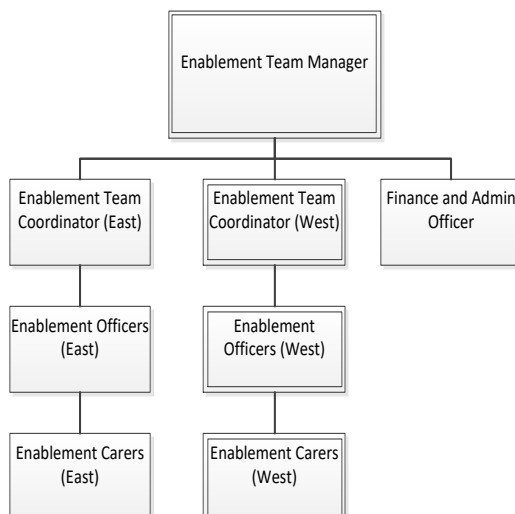 Enablement Team Manager
Enablement Team
Coordinator (East)
Enablement Team
Coordinator (West)
Finance and Admin
Officer
Enablement Officers
(East)
Enablement
Officers (West)
Enablement Carers
(East)
Enablement Carers
(West)